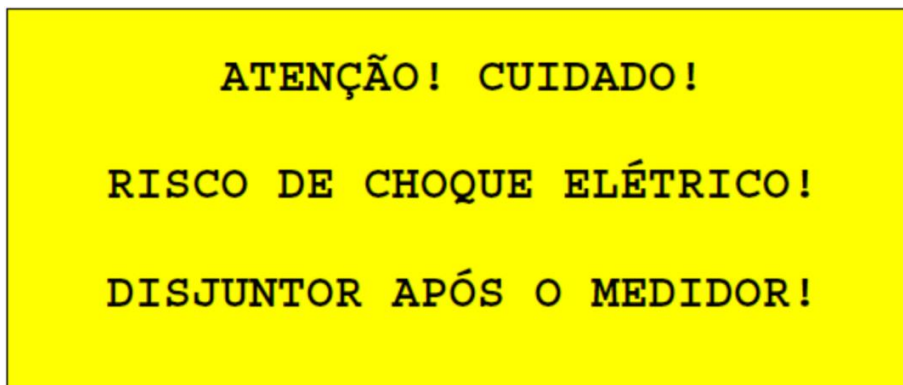 ATENÇÃO! CUIDADO!
RISCO DE CHOQUE ELÉTRICO!
DISJUNTOR APÓS O MEDIDOR!